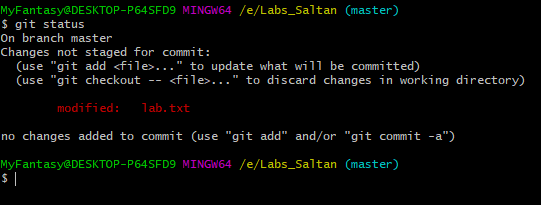 MyFantasy@DESKTOP-P64SFD9 MINGW64 /e/Labs_Saltan (master)
$ git status
On branch master
Changes not staged for commit:
  (use "git add <file>..." to update what will be committed)
  (use "git checkout -- <file>..." to discard changes in working directory)

        modified:   lab.txt

no changes added to commit (use "git add" and/or "git commit -a")

MyFantasy@DESKTOP-P64SFD9 MINGW64 /e/Labs_Saltan (master)
$